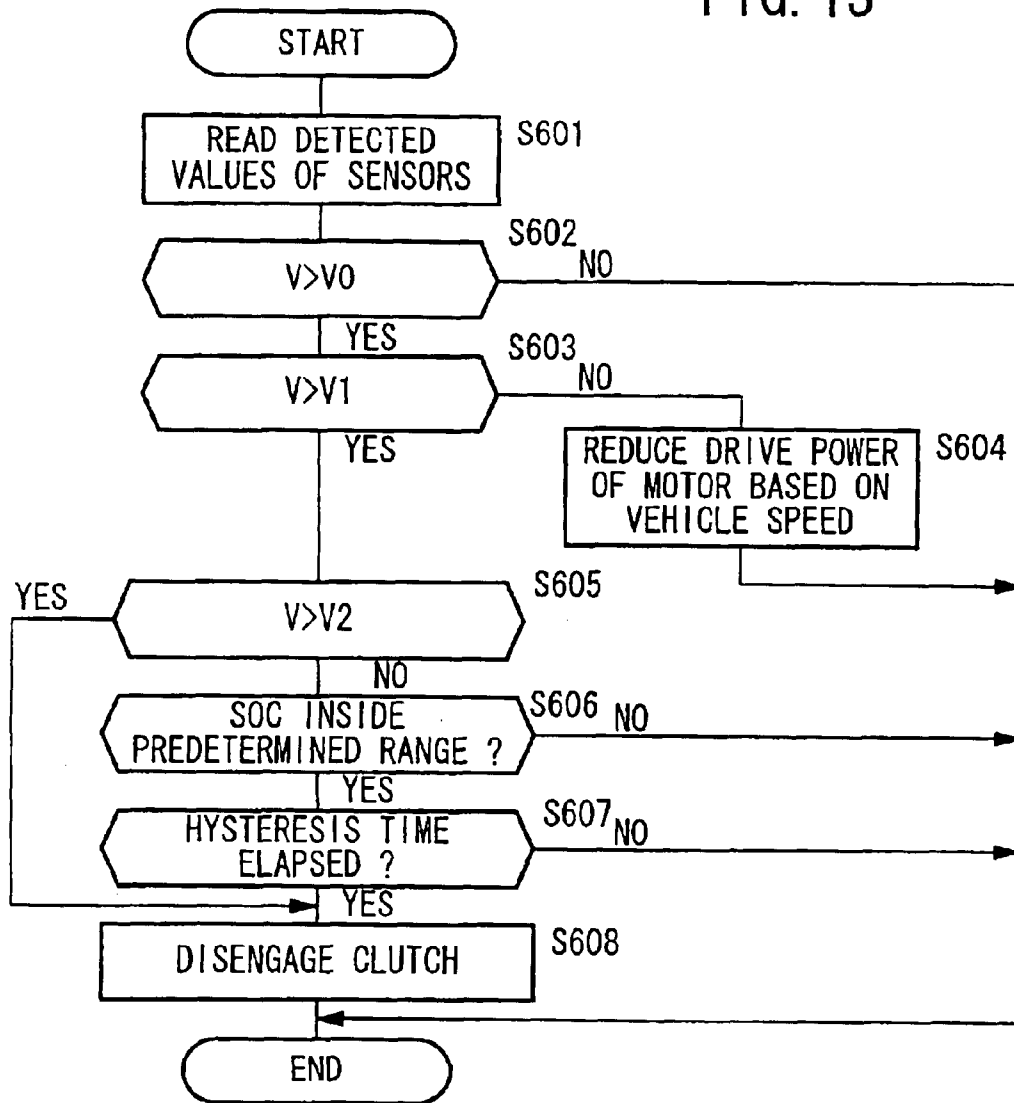 FIG. 13
START
READ DETECTED
VALUES OF SENSORS
S601
S602
V>V0
NO
YES
S603
V>V1
NO
YES
REDUCE DRIVE POWER
OF MOTOR BASED ON
VEHICLE SPEED
S604
S605
YES
V>V2
NO
SOC INSIDE
PREDETERMINED RANGE ?
S606
NO
YES
HYSTERESIS TIME
ELAPSED ?
S607
NO
YES
DISENGAGE CLUTCH
S608
END